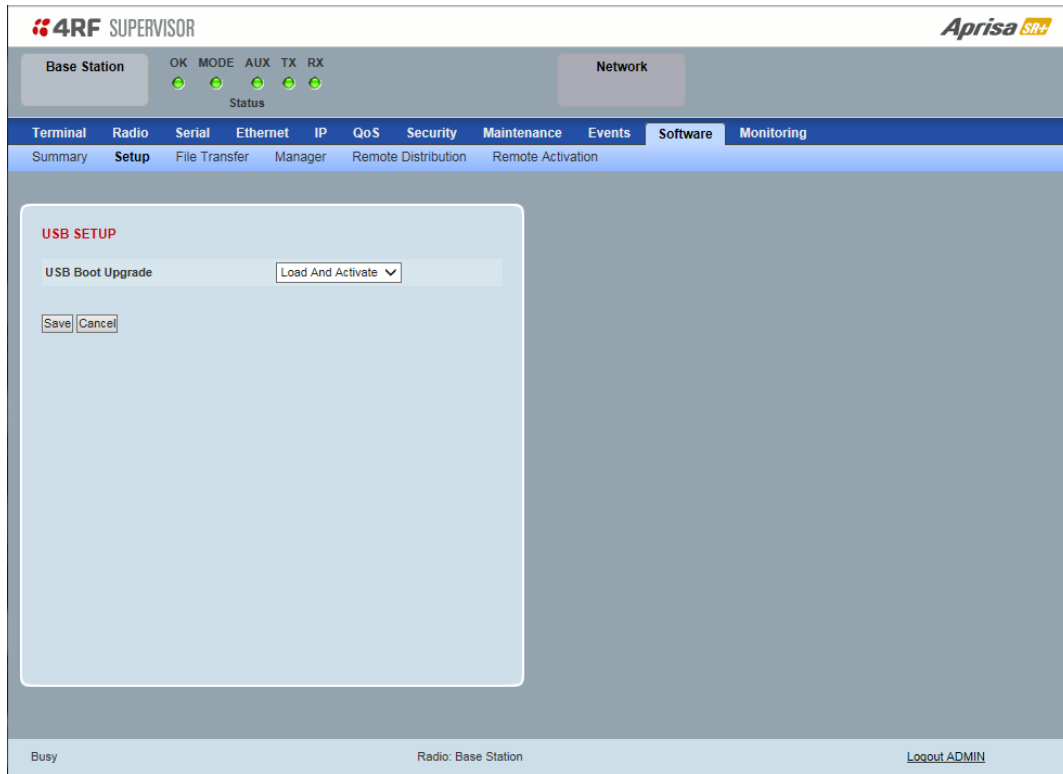 4RF SUPERVISOR
Aprisa SR+
Base Station
OK MODE AUX TX RX
Status
Network
Terminal Radio Serial Ethernet IP QoS Security Maintenance Events Software Monitoring
Summary Setup File Transfer Manager Remote Distribution Remote Activation
USB SETUP
USB Boot Upgrade Load And Activate
Save Cancel
Busy Radio: Base Station Logout ADMIN